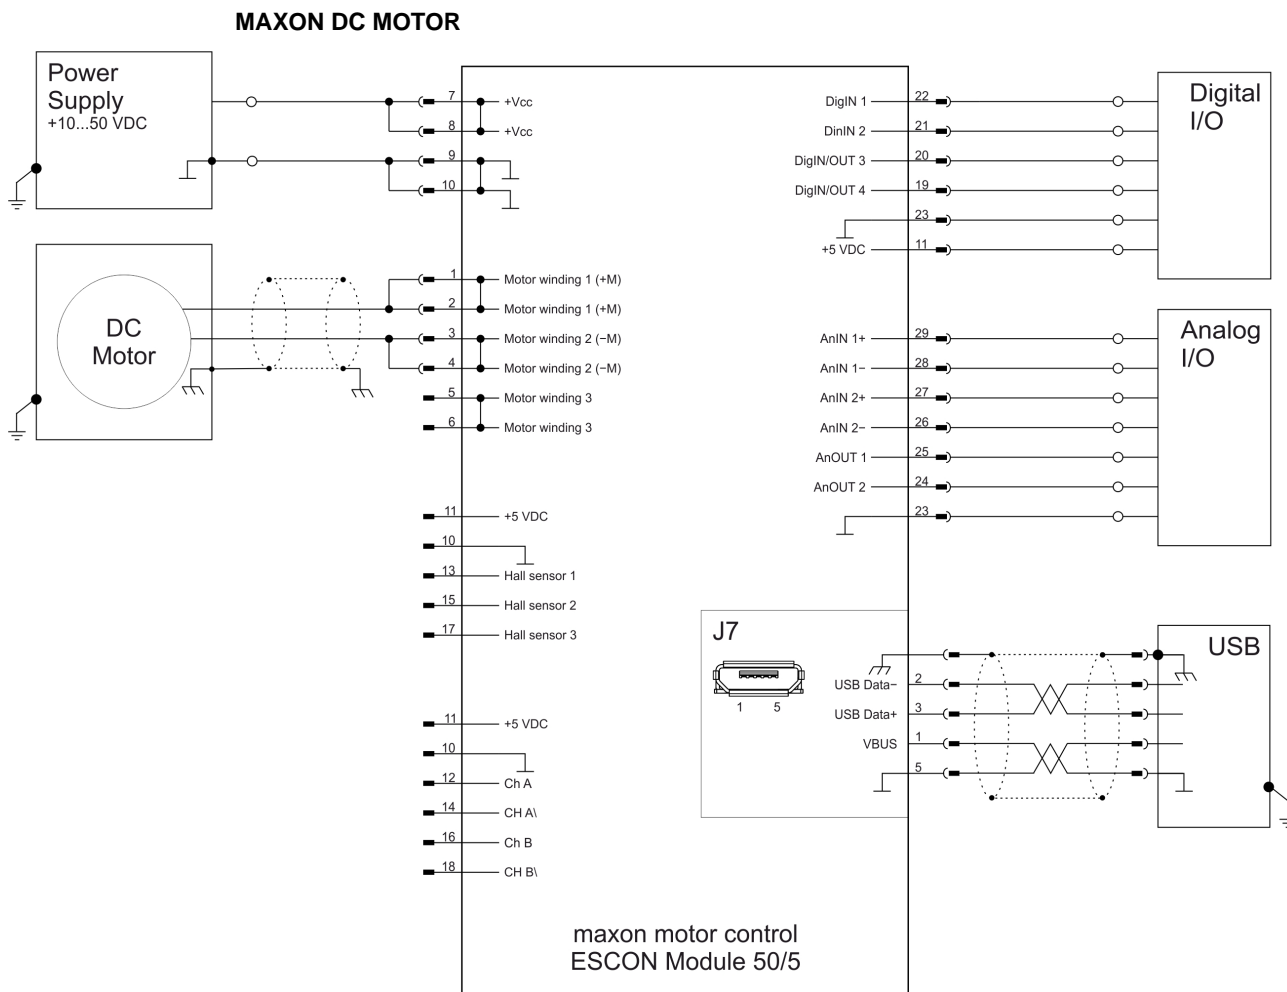 MAXON DC MOTOR
Power
Supply
+10...50 VDC
7 +Vcc
8 +Vcc
9
10
DC
Motor
1 Motor winding 1 (+M)
2 Motor winding 1 (+M)
3 Motor winding 2 (−M)
4 Motor winding 2 (−M)
5 Motor winding 3
6 Motor winding 3
11 +5 VDC
10
13 Hall sensor 1
15 Hall sensor 2
17 Hall sensor 3
11 +5 VDC
10
12 Ch A
14 CH A\
16 Ch B
18 CH B\
DigIN 1 22
DinIN 2 21
DigIN/OUT 3 20
DigIN/OUT 4 19
23
+5 VDC 11
Digital
I/O
AnIN 1+ 29
AnIN 1− 28
AnIN 2+ 27
AnIN 2− 26
AnOUT 1 25
AnOUT 2 24
23
Analog
I/O
J7
1 5
USB Data− 2
USB Data+ 3
VBUS 1
5
USB
maxon motor control
ESCON Module 50/5